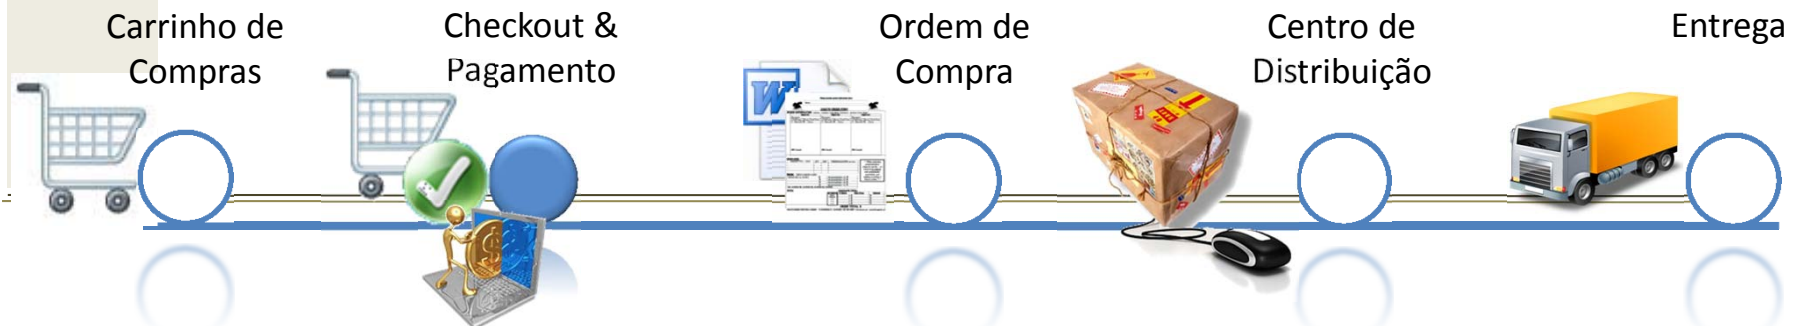 Carrinho de
Compras
Checkout &
Pagamento
Ordem de
Compra
Centro de
Distribuição
Entrega
W